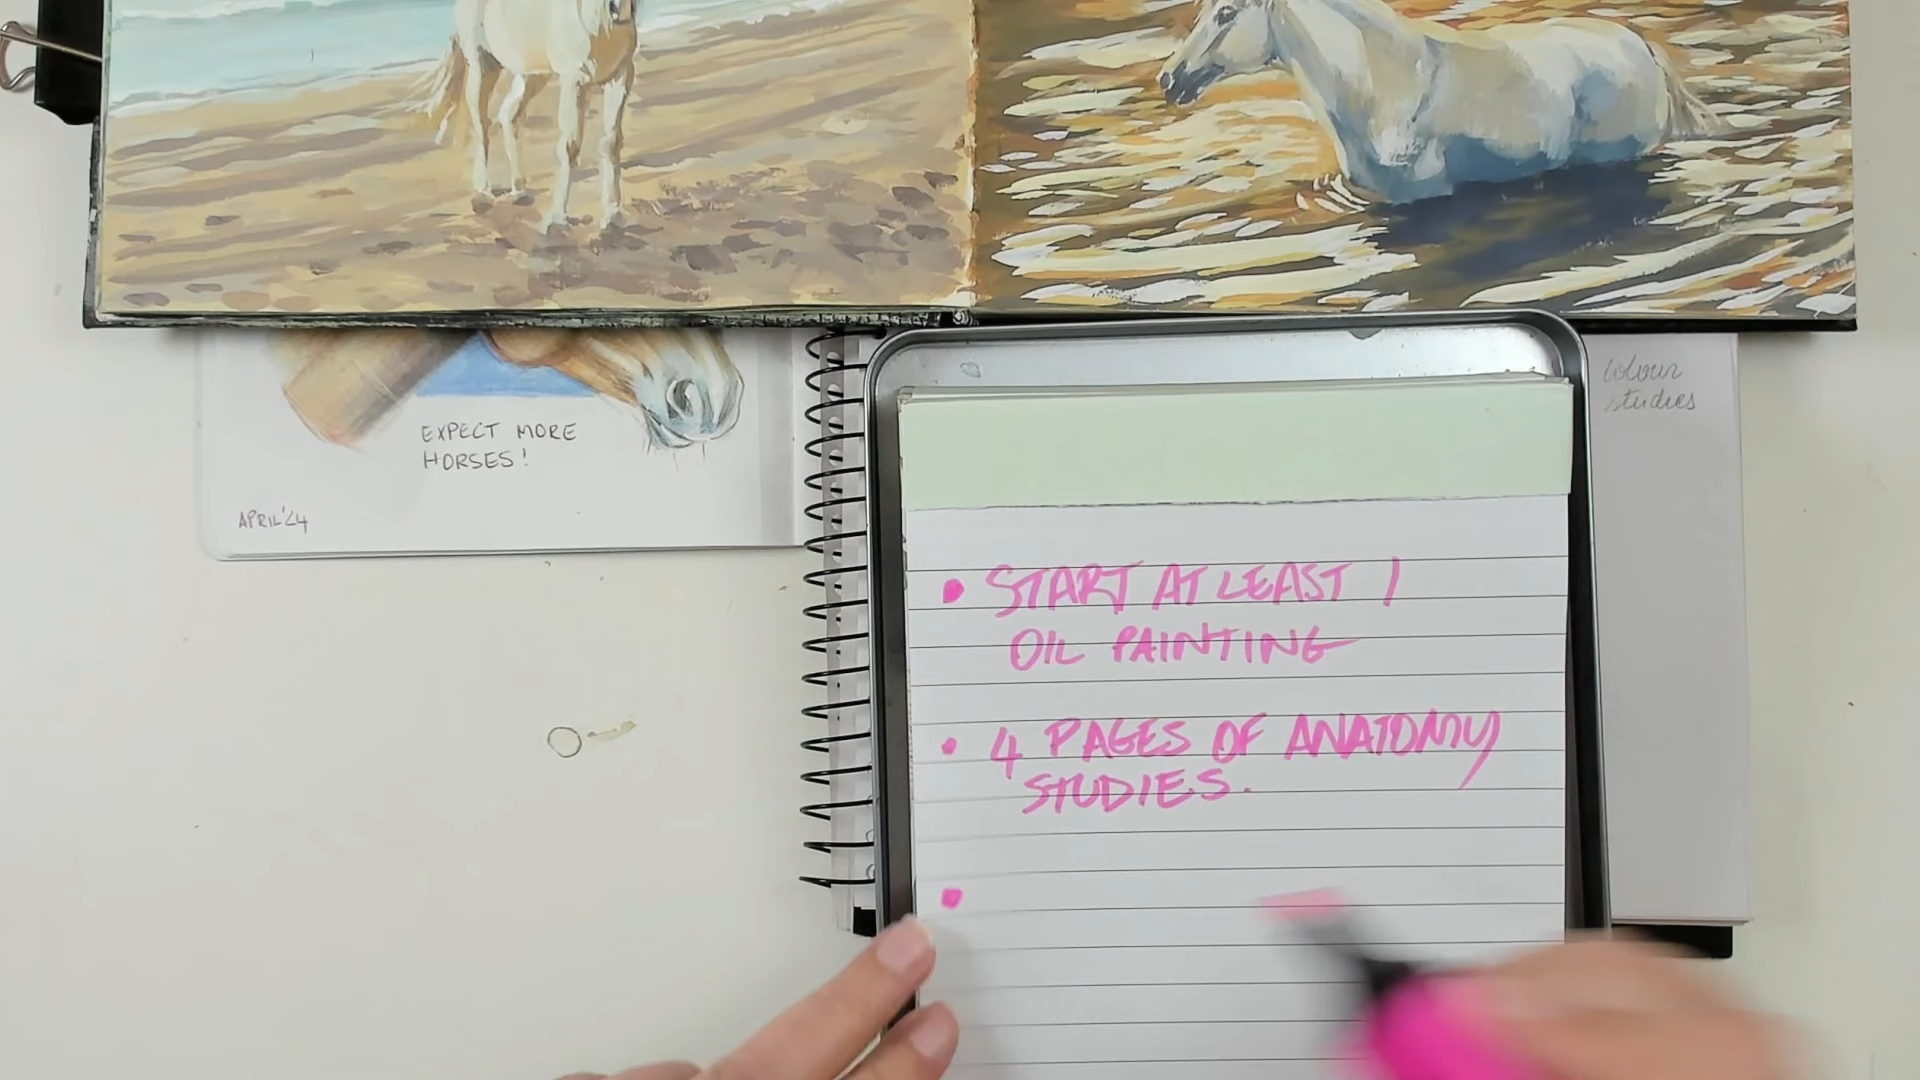 EXPECT MORE
HORSES!
APRIL'24
colour
studies
• START AT LEAST 1
OIL PAINTING
• 4 PAGES OF ANATOMY
STUDIES.
•